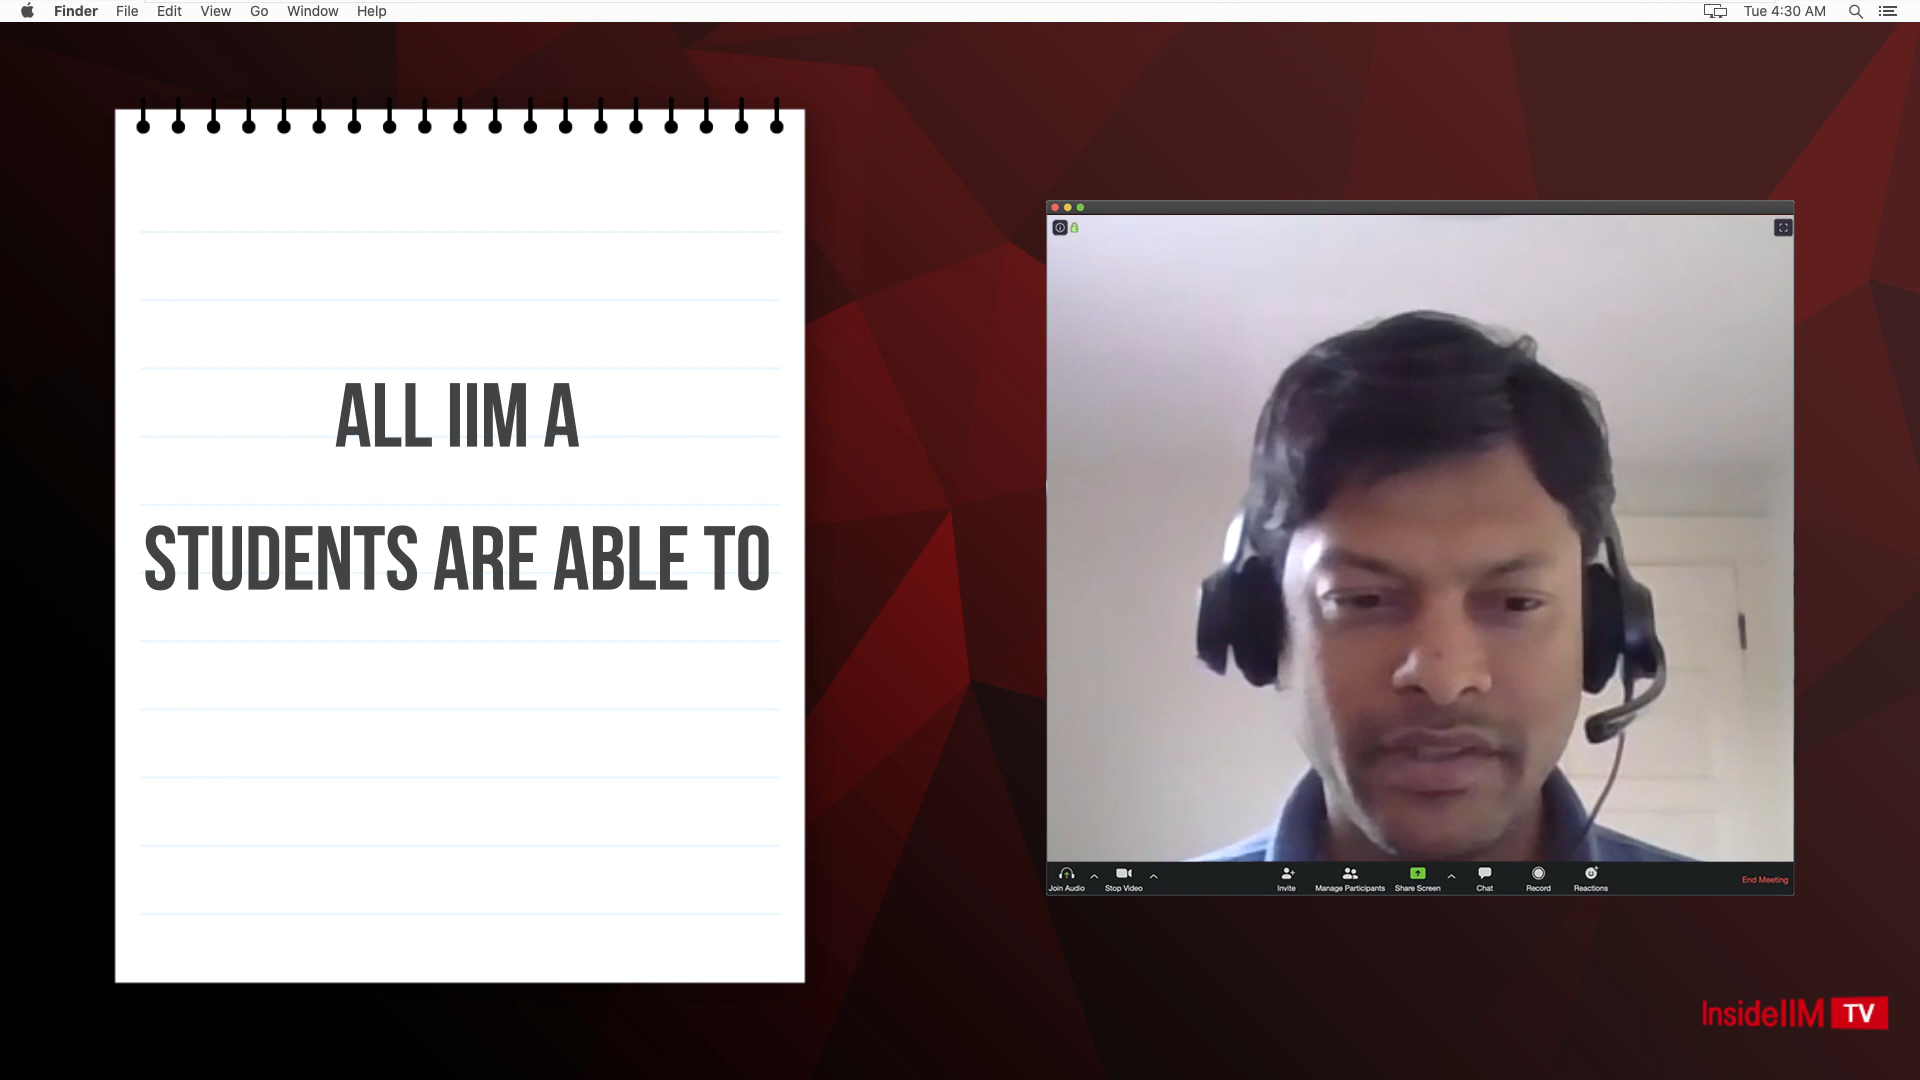 Finder File Edit View Go Window Help Tue 4:30 AM
ALL IIM A
STUDENTS ARE ABLE TO
Join Audio Stop Video Invite Manage Participants Share Screen Chat Record Reactions End Meeting
InsideIIM TV